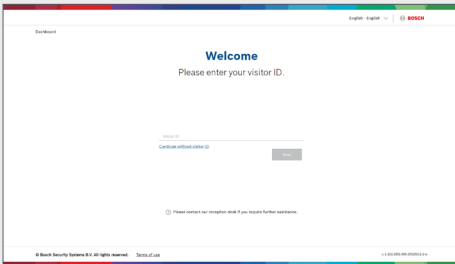 English - English
BOSCH
Dashboard
Welcome
Please enter your visitor ID.
Visitor ID
Continue without visitor ID
Please contact our reception desk if you require further assistance.
© Bosch Security Systems B.V. All rights reserved. Terms of use